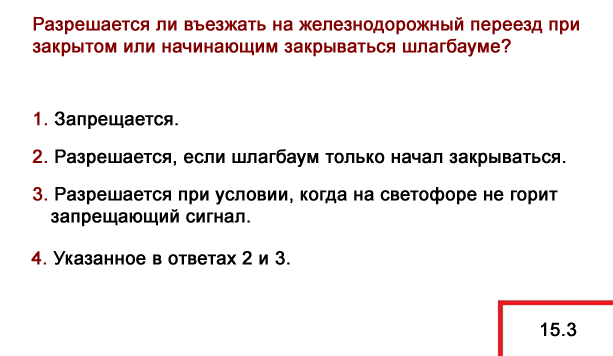 Разрешается ли въезжать на железнодорожный переезд при
закрытом или начинающим закрываться шлагбауме?
1. Запрещается.
2. Разрешается, если шлагбаум только начал закрываться.
3. Разрешается при условии, когда на светофоре не горит
запрещающий сигнал.
4. Указанное в ответах 2 и 3.
15.3